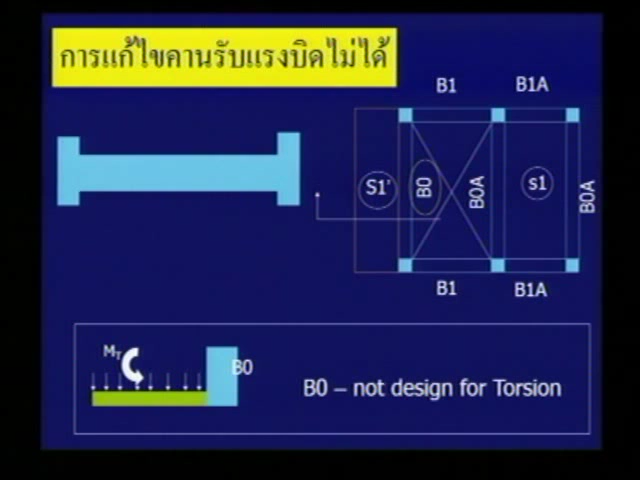 การแก้ไขคานรับแรงบิดไม่ได้
B1 B1A
S1' B0 B0A s1 B0A
B1 B1A
MT B0
B0 – not design for Torsion